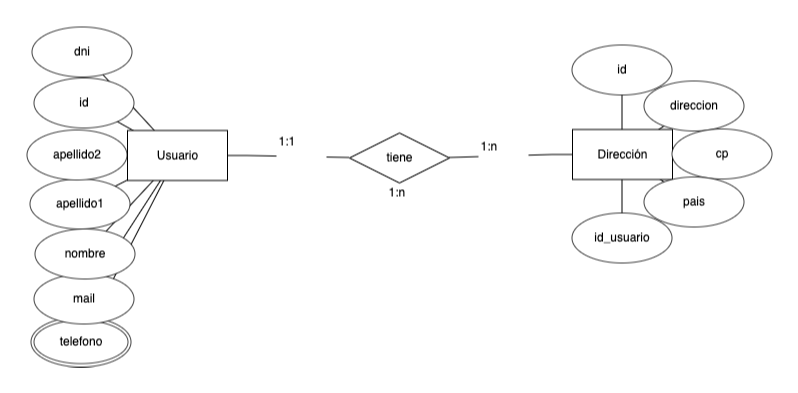 dni
id
apellido2
apellido1
nombre
mail
telefono
Usuario
1:1
tiene
1:n
1:n
Dirección
id
direccion
cp
pais
id_usuario